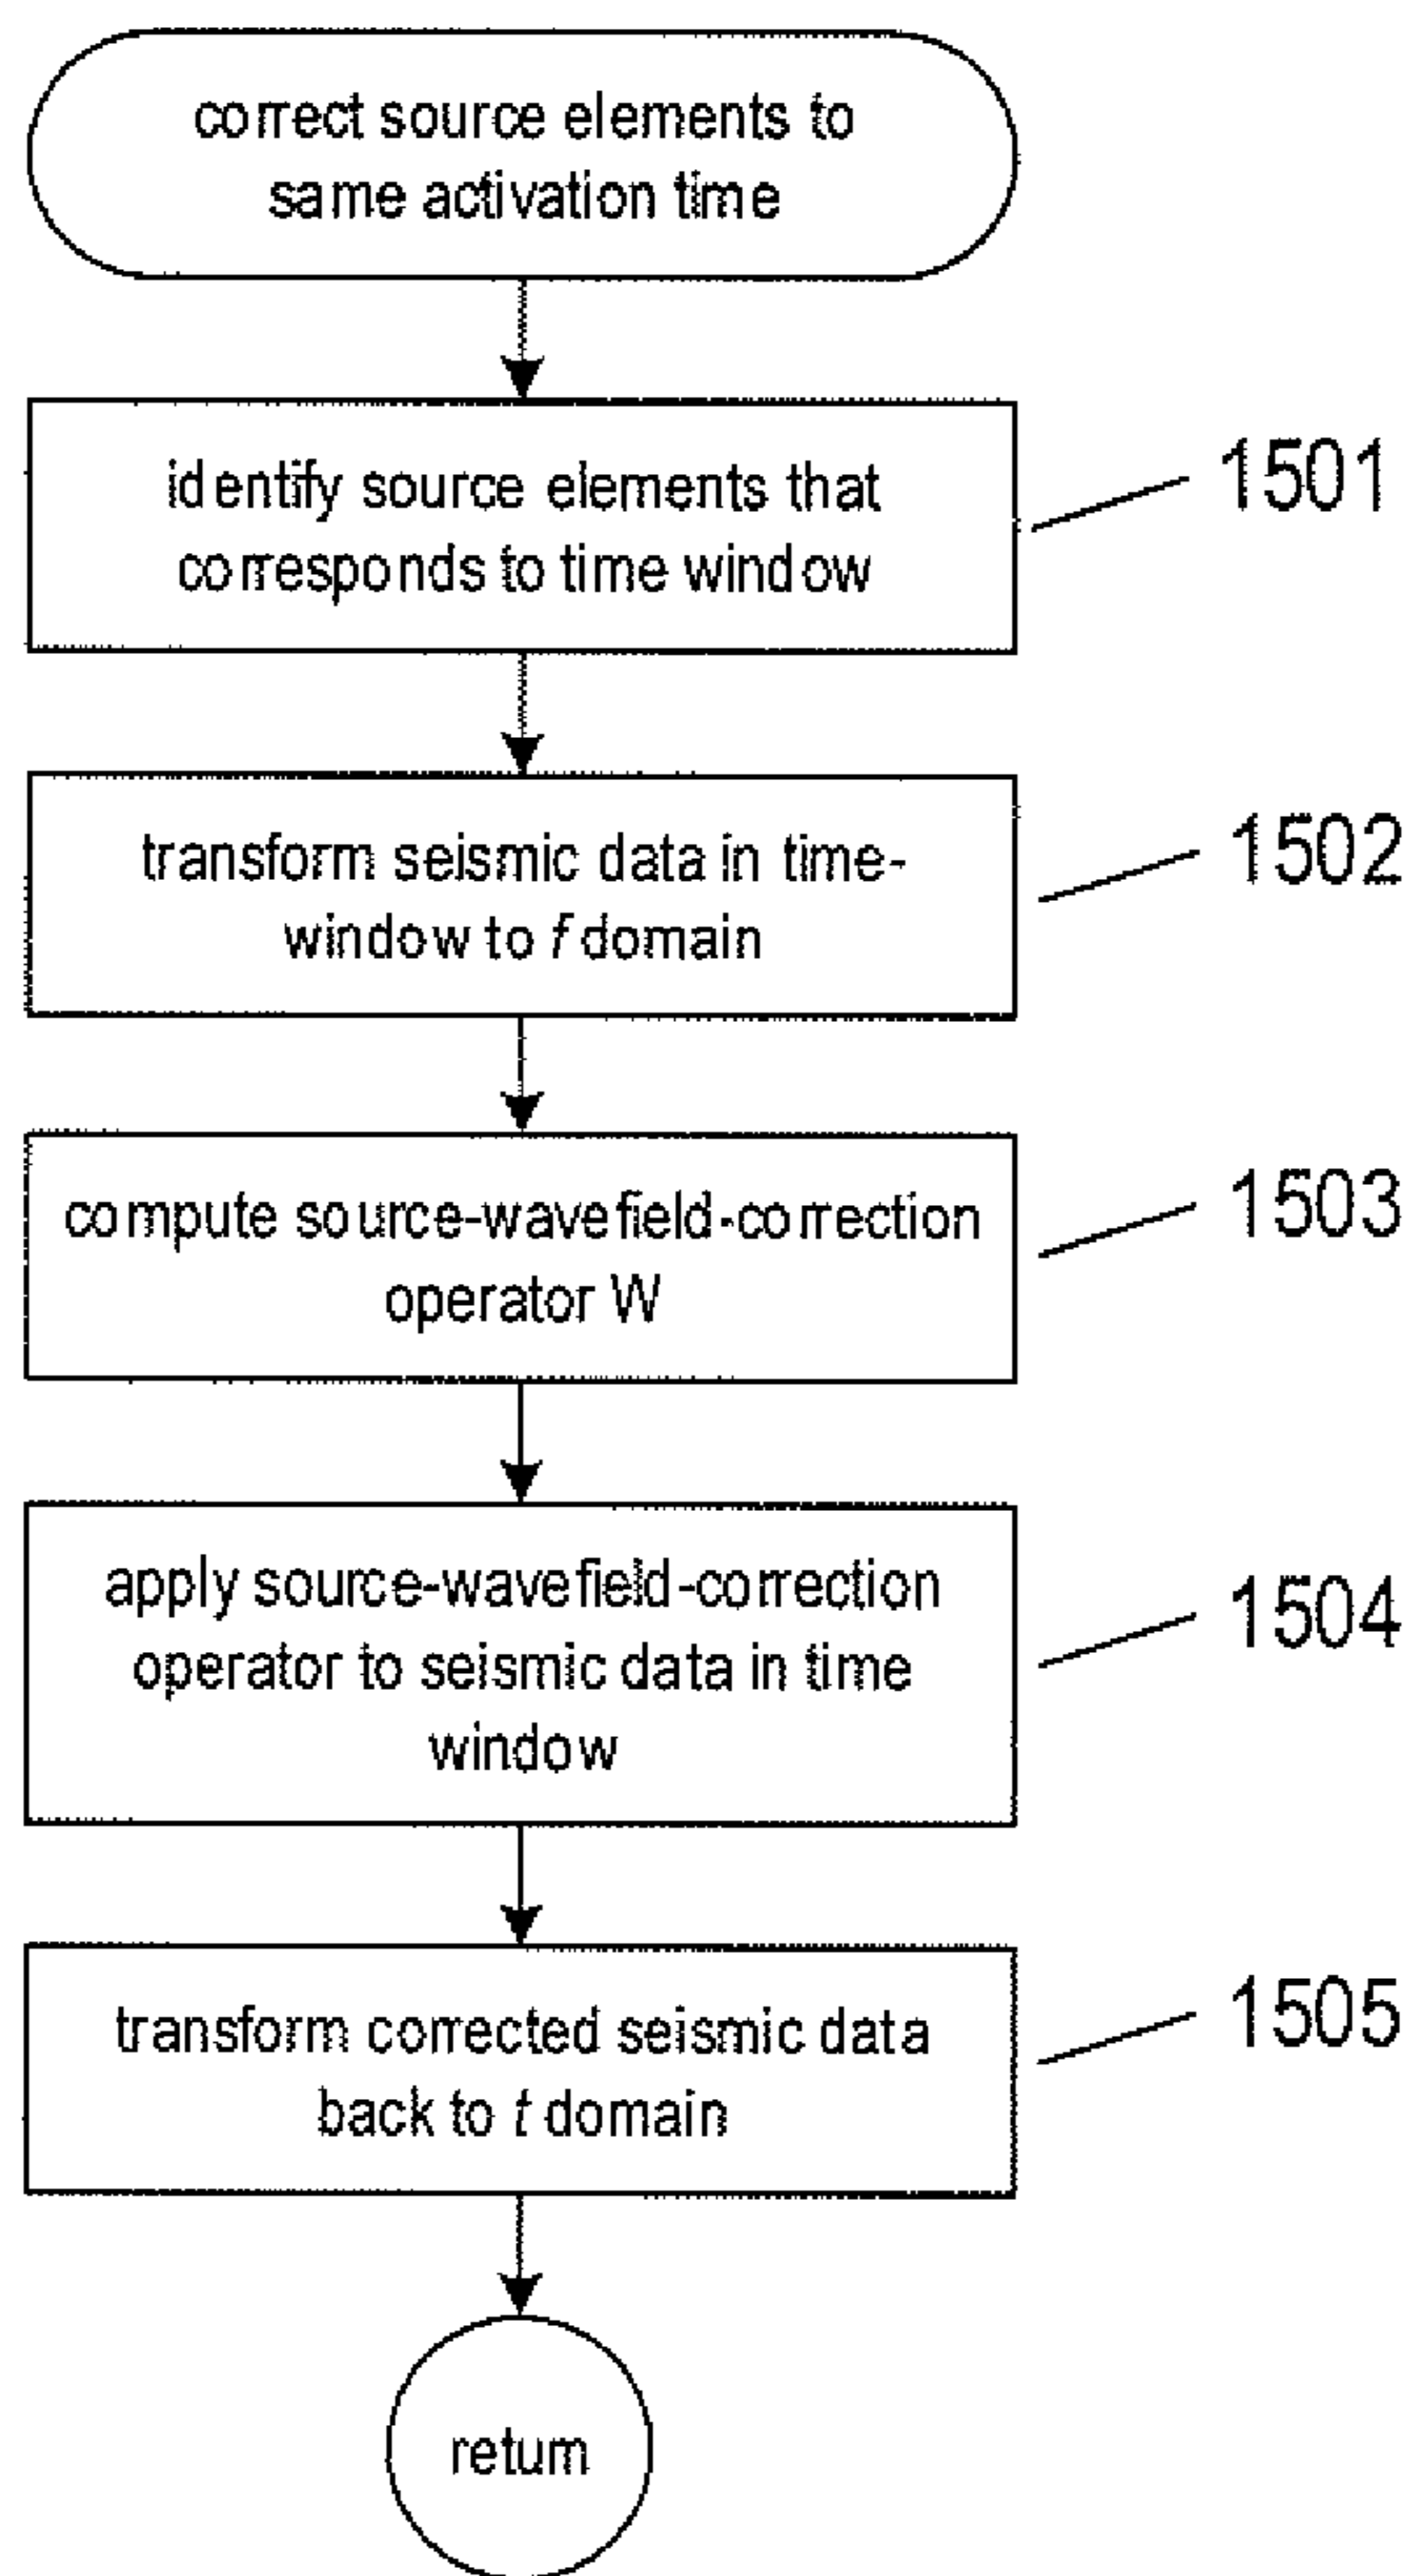 correct source elements to
same activation time
identify source elements that
corresponds to time window
1501
transform seismic data in time-
window to f domain
1502
compute source-wavefield-correction
operator W
1503
apply source-wavefield-correction
operator to seismic data in time
window
1504
transform corrected seismic data
back to t domain
1505
return